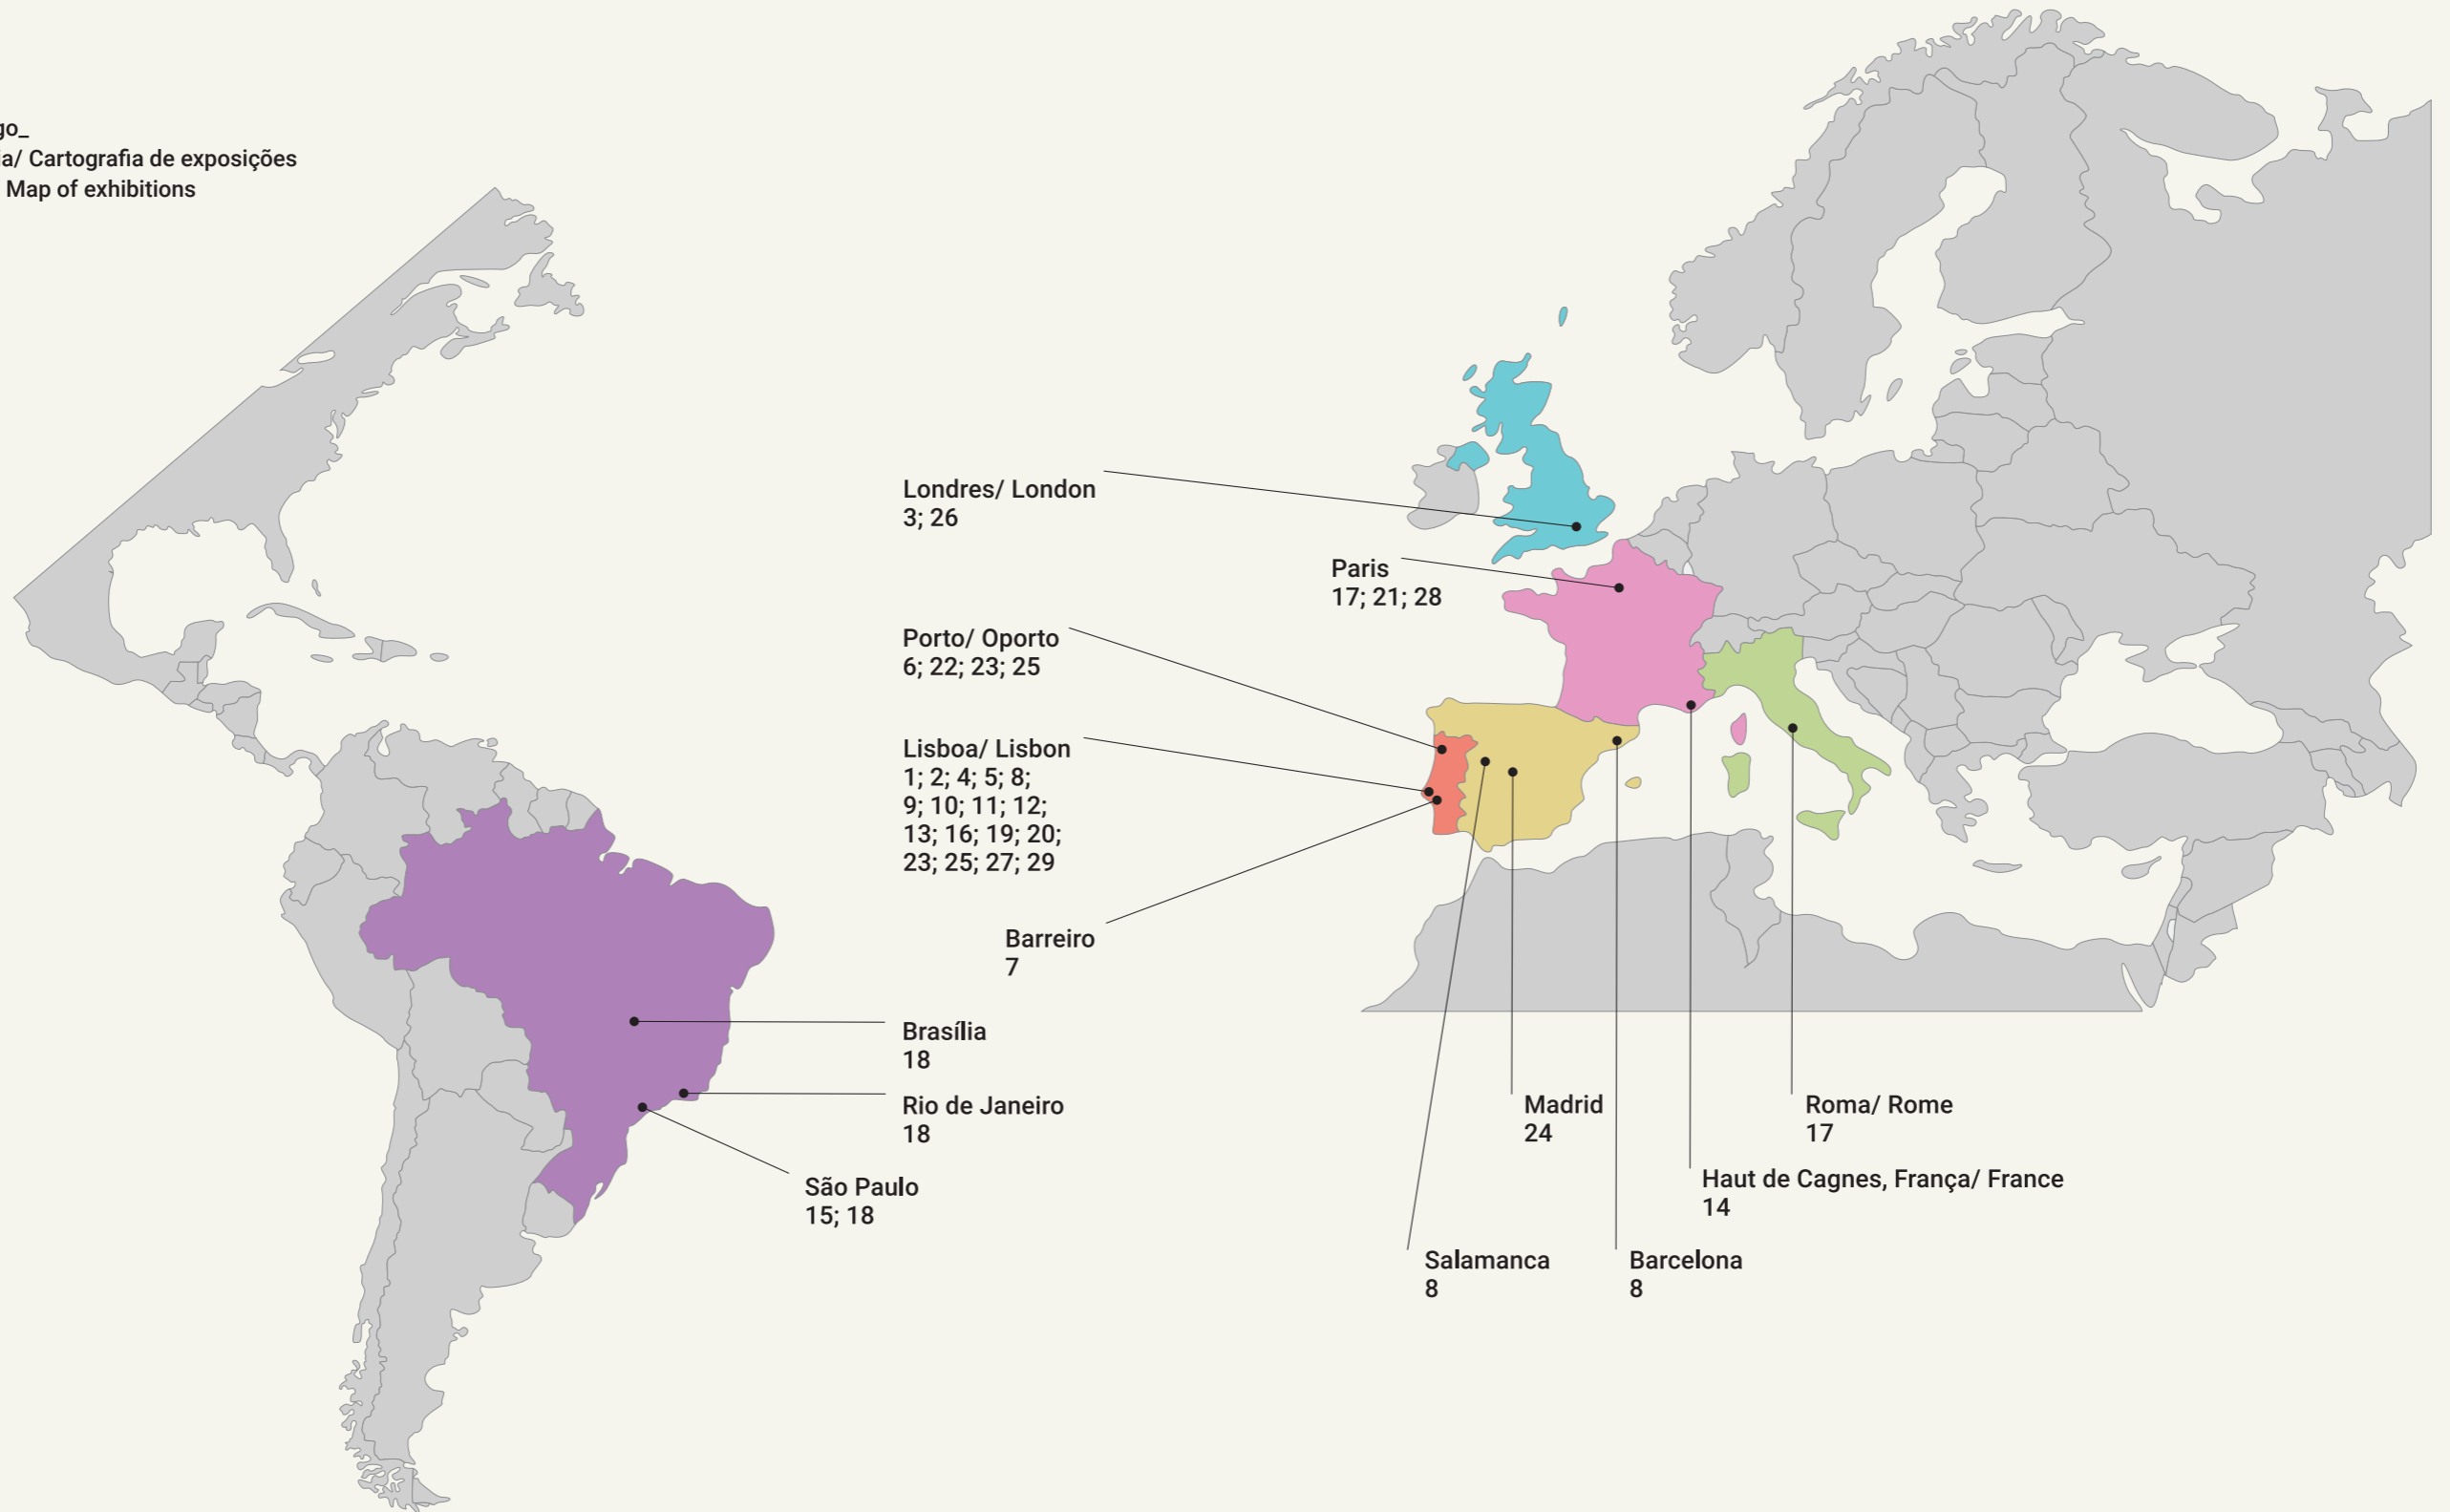 / Cartografia de exposições
Map of exhibitions
Londres/ London
3; 26
Paris
17; 21; 28
Porto/ Oporto
6; 22; 23; 25
Lisboa/ Lisbon
1; 2; 4; 5; 8;
9; 10; 11; 12;
13; 16; 19; 20;
23; 25; 27; 29
Barreiro
7
Brasília
18
Rio de Janeiro
18
São Paulo
15; 18
Madrid
24
Roma/ Rome
17
Haut de Cagnes, França/ France
14
Salamanca
8
Barcelona
8